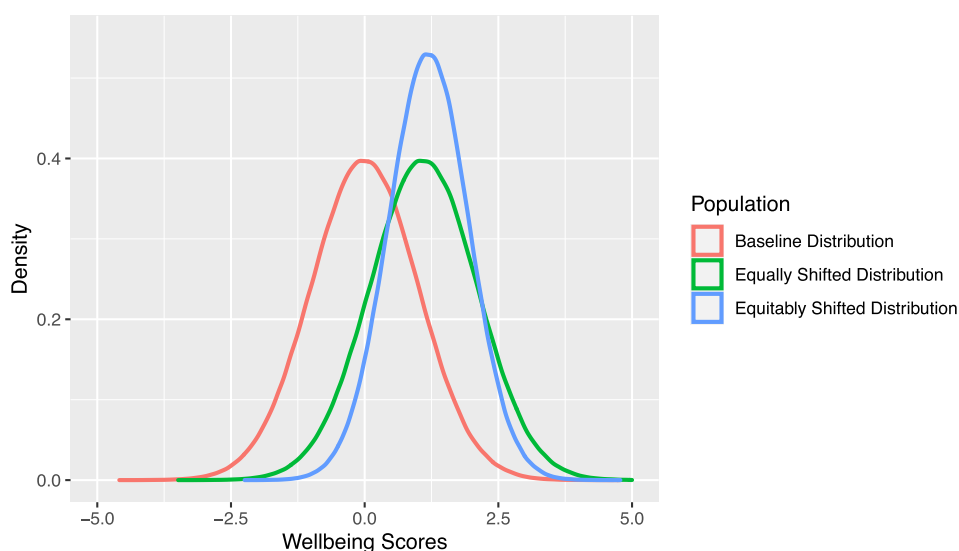 0.4
0.2
0.0
Density
−5.0 −2.5 0.0 2.5 5.0
Wellbeing Scores
Population
Baseline Distribution
Equally Shifted Distribution
Equitably Shifted Distribution